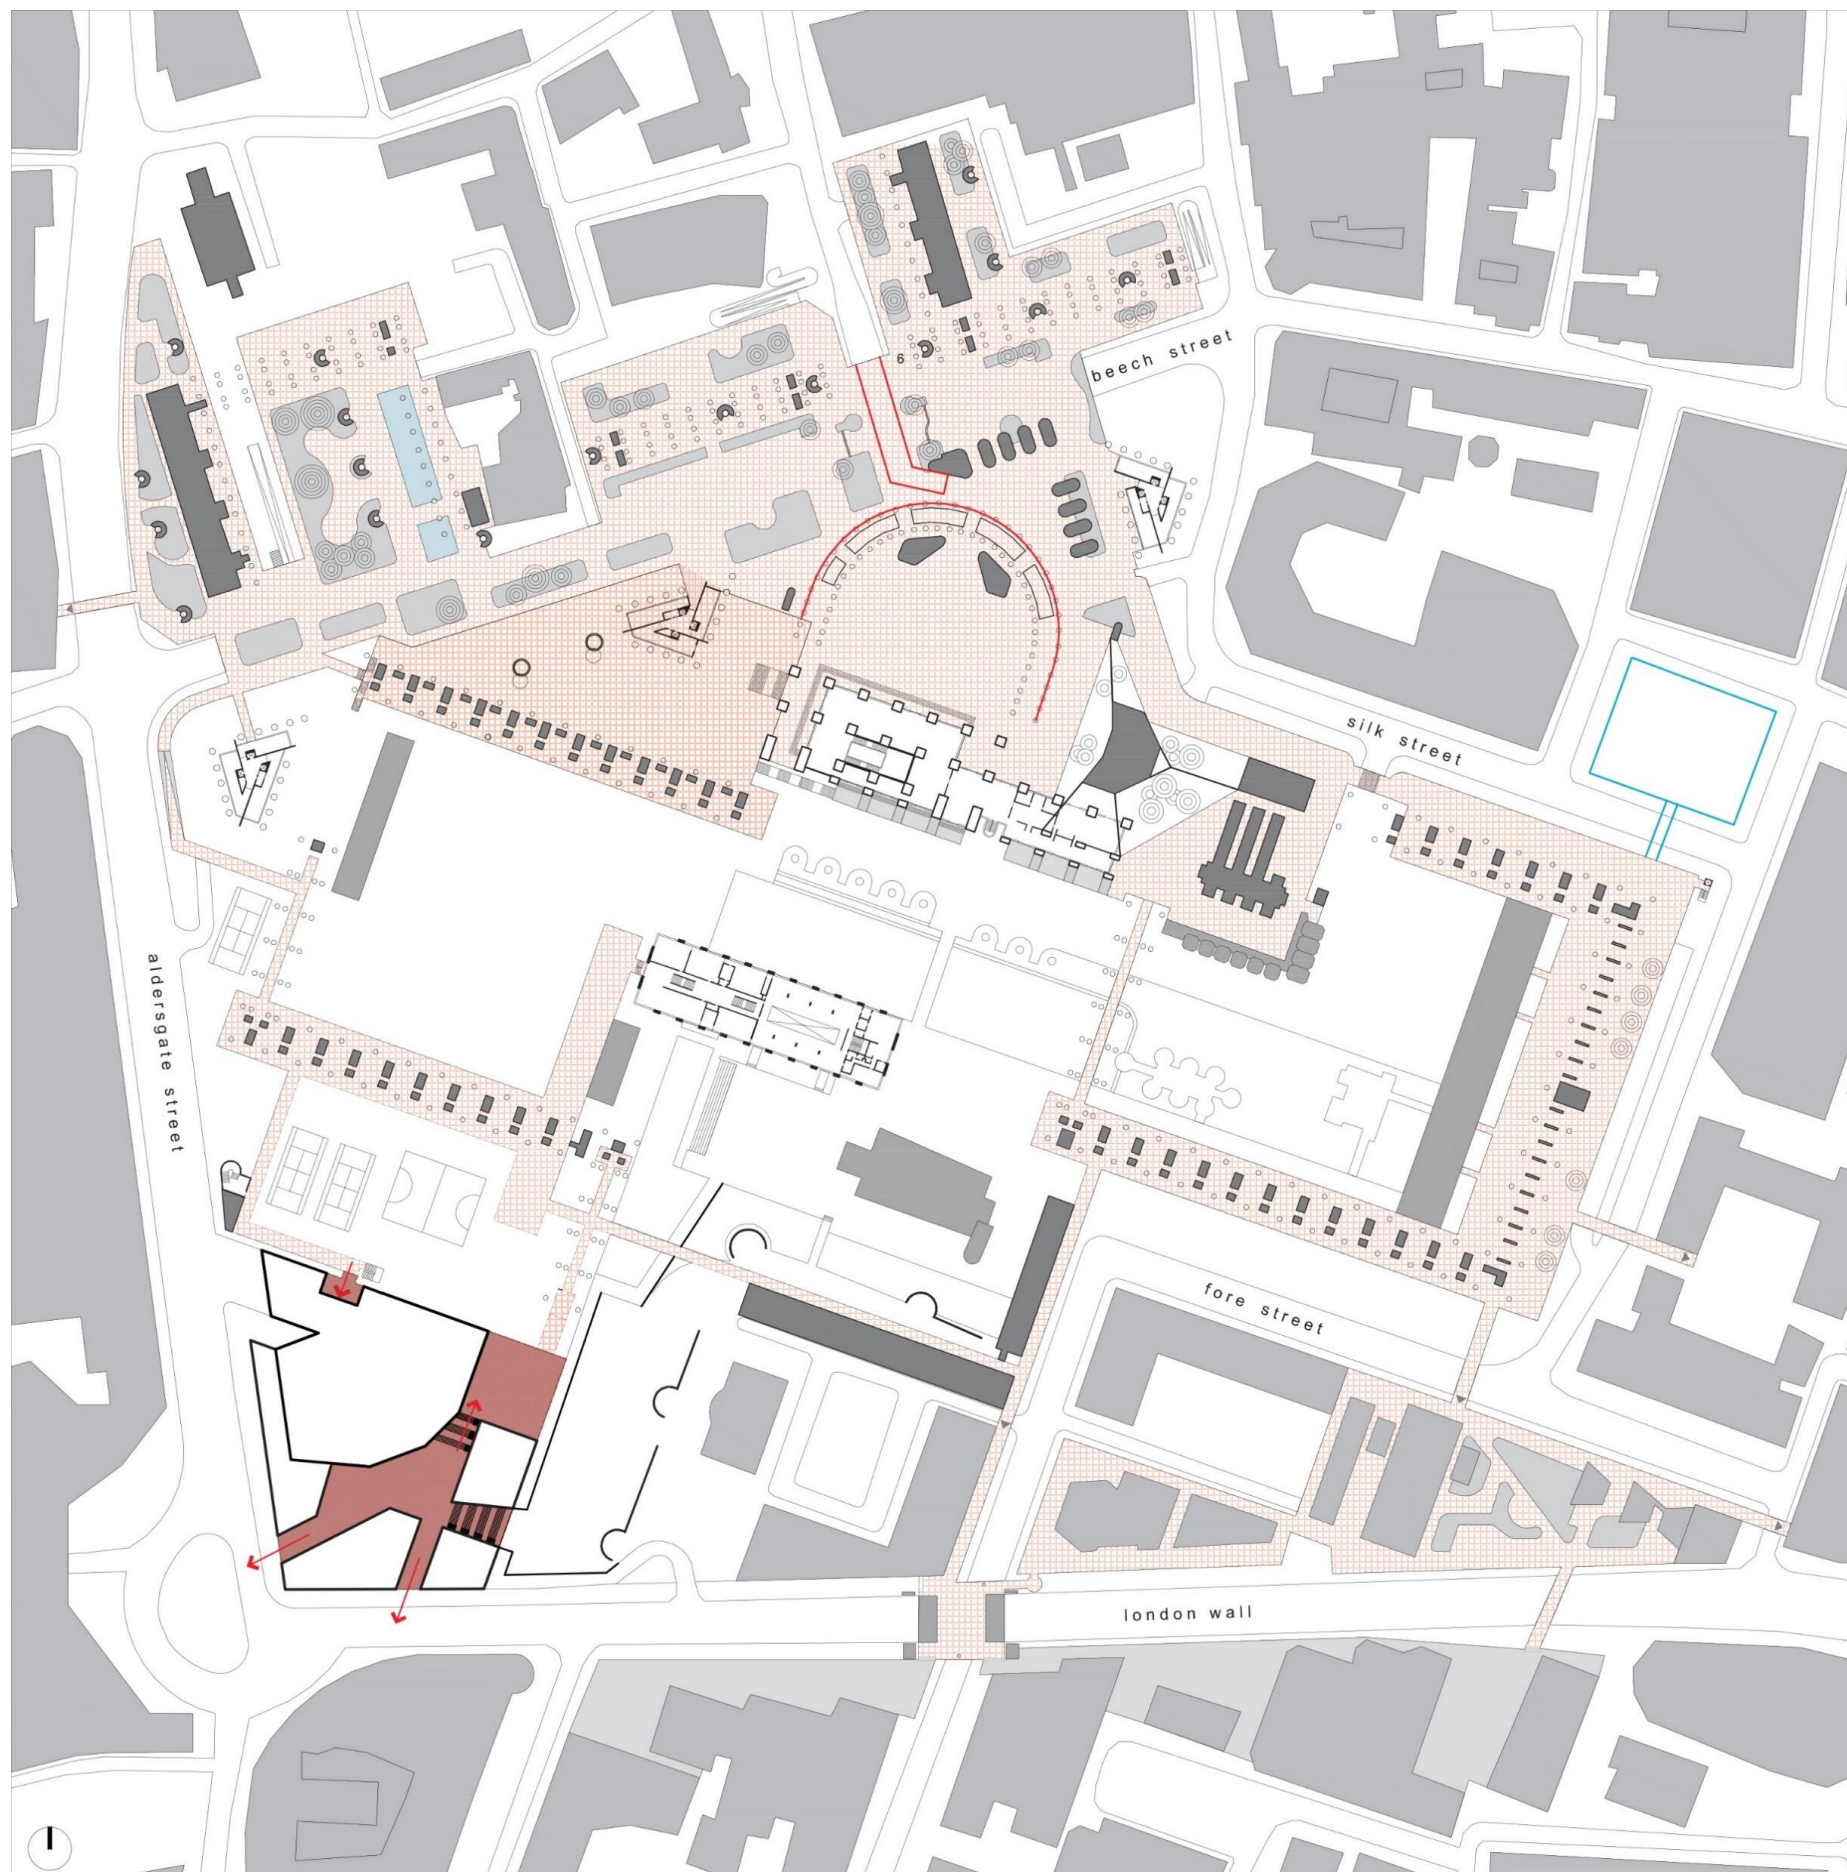 6
beech street
silk street
aldersgate street
fore street
london wall